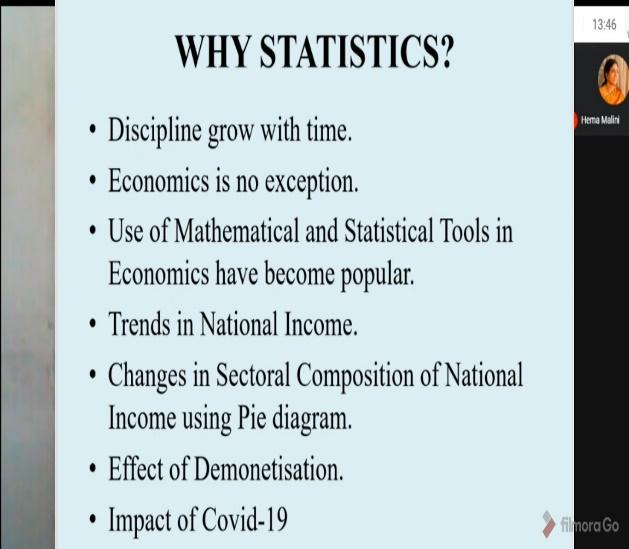 WHY STATISTICS?
• Discipline grow with time.
• Economics is no exception.
• Use of Mathematical and Statistical Tools in
Economics have become popular.
• Trends in National Income.
• Changes in Sectoral Composition of National
Income using Pie diagram.
• Effect of Demonetisation.
• Impact of Covid-19
13:46
Hema Malini
filmoraGo